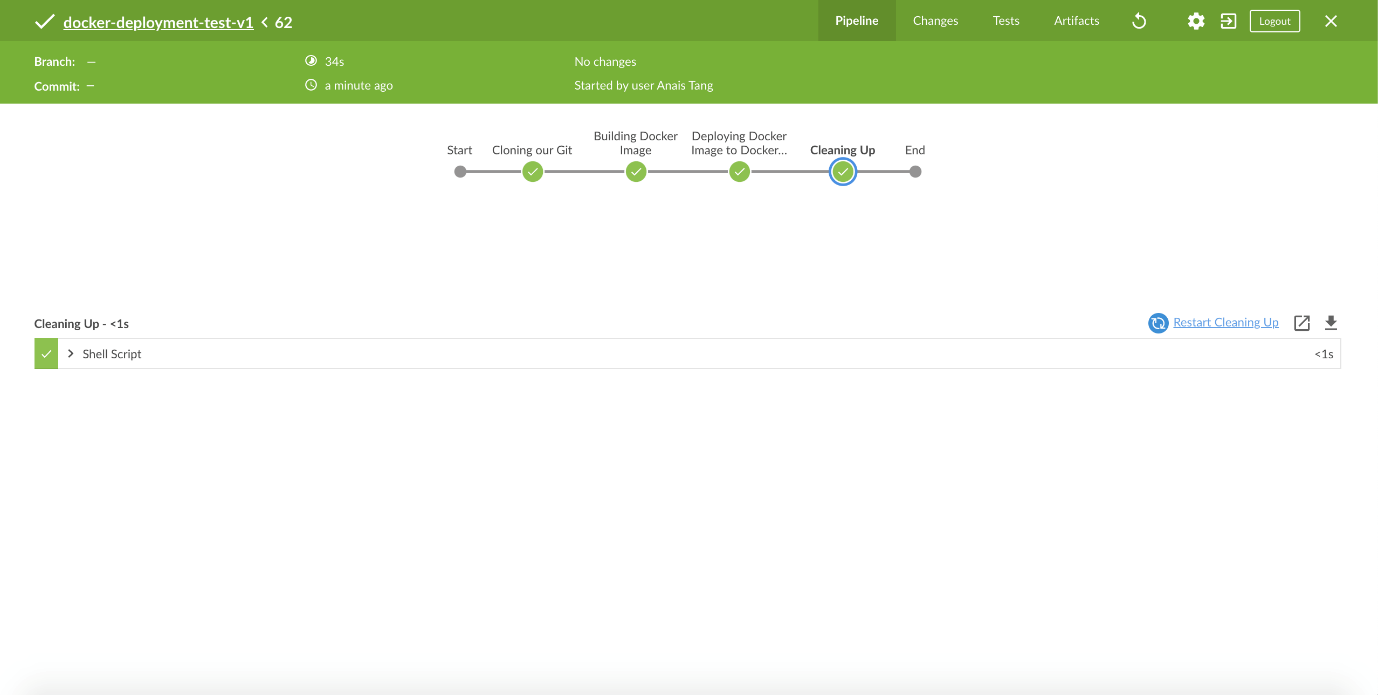 docker-deployment-test-v1 < 62
Pipeline
Changes
Tests
Artifacts
Logout
Branch: —
34s
No changes
Commit: —
a minute ago
Started by user Anais Tang
Start
Cloning our Git
Building Docker
Image
Deploying Docker
Image to Docker...
Cleaning Up
End
Cleaning Up - <1s
Restart Cleaning Up
Shell Script
<1s